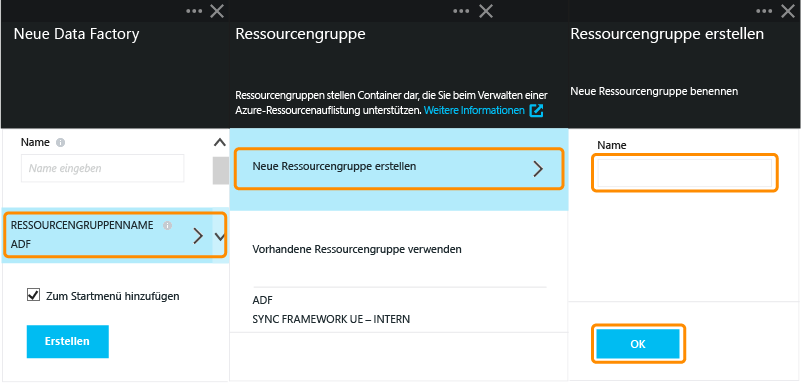 Neue Data Factory
Name
Name eingeben
RESSOURCENGRUPPENNAME
ADF
Zum Startmenü hinzufügen
Erstellen
Ressourcengruppe
Ressourcengruppen stellen Container dar, die Sie beim Verwalten einer
Azure-Ressourcenauflistung unterstützen. Weitere Informationen
Neue Ressourcengruppe erstellen
Vorhandene Ressourcengruppe verwenden
ADF
SYNC FRAMEWORK UE – INTERN
Ressourcengruppe erstellen
Neue Ressourcengruppe benennen
Name
OK